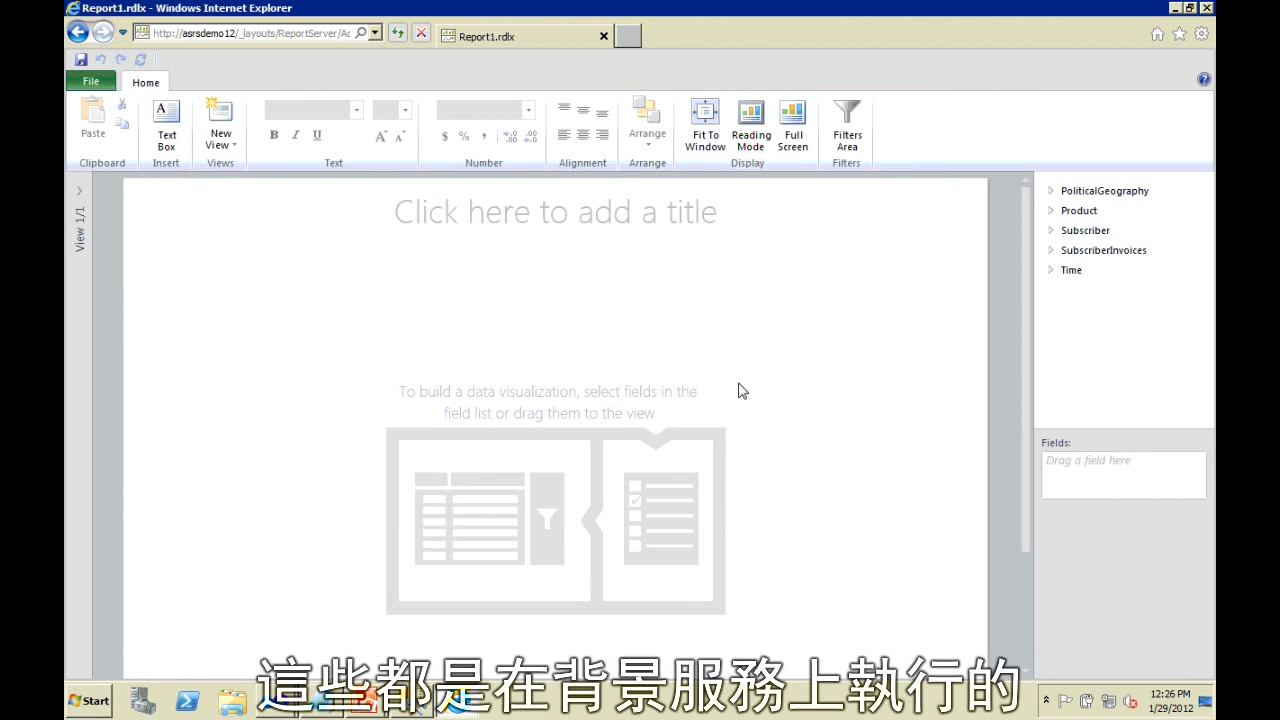 Report1.rdlx - Windows Internet Explorer
http://asrsdemo12/_layouts/ReportServer/Ac
Report1.rdlx
File
Home
Paste
Text Box
New View
Arrange
Fit To Window
Reading Mode
Full Screen
Filters Area
Clipboard
Insert
Views
Text
Number
Alignment
Arrange
Display
Filters
View 1/1
Click here to add a title
To build a data visualization, select fields in the
field list or drag them to the view
PoliticalGeography
Product
Subscriber
SubscriberInvoices
Time
Fields:
Drag a field here
這些都是在背景服務上執行的
Start
12:26 PM
1/29/2012